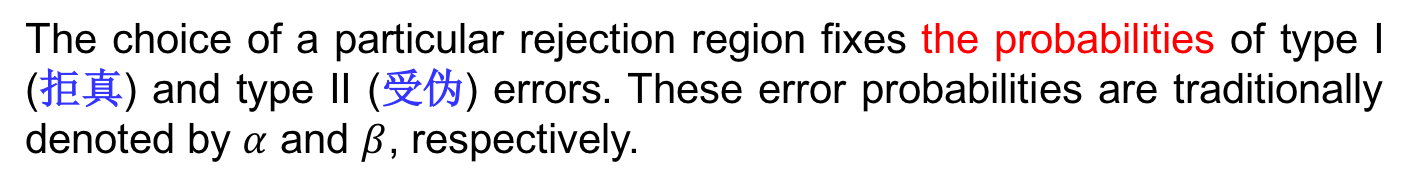 The choice of a particular rejection region fixes the probabilities of type I
(拒真) and type II (受伪) errors. These error probabilities are traditionally
denoted by α and β, respectively.